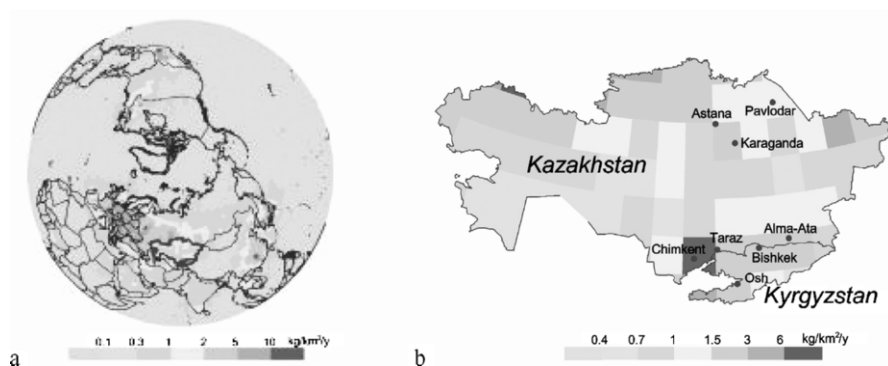 Astana
Pavlodar
Karaganda
Kazakhstan
Taraz
Alma-Ata
Chimkent
Bishkek
Osh
Kyrgyzstan
0.1 0.3 1 2 5 10 kg/km²/y
a
0.4 0.7 1 1.5 3 6 kg/km²/y
b